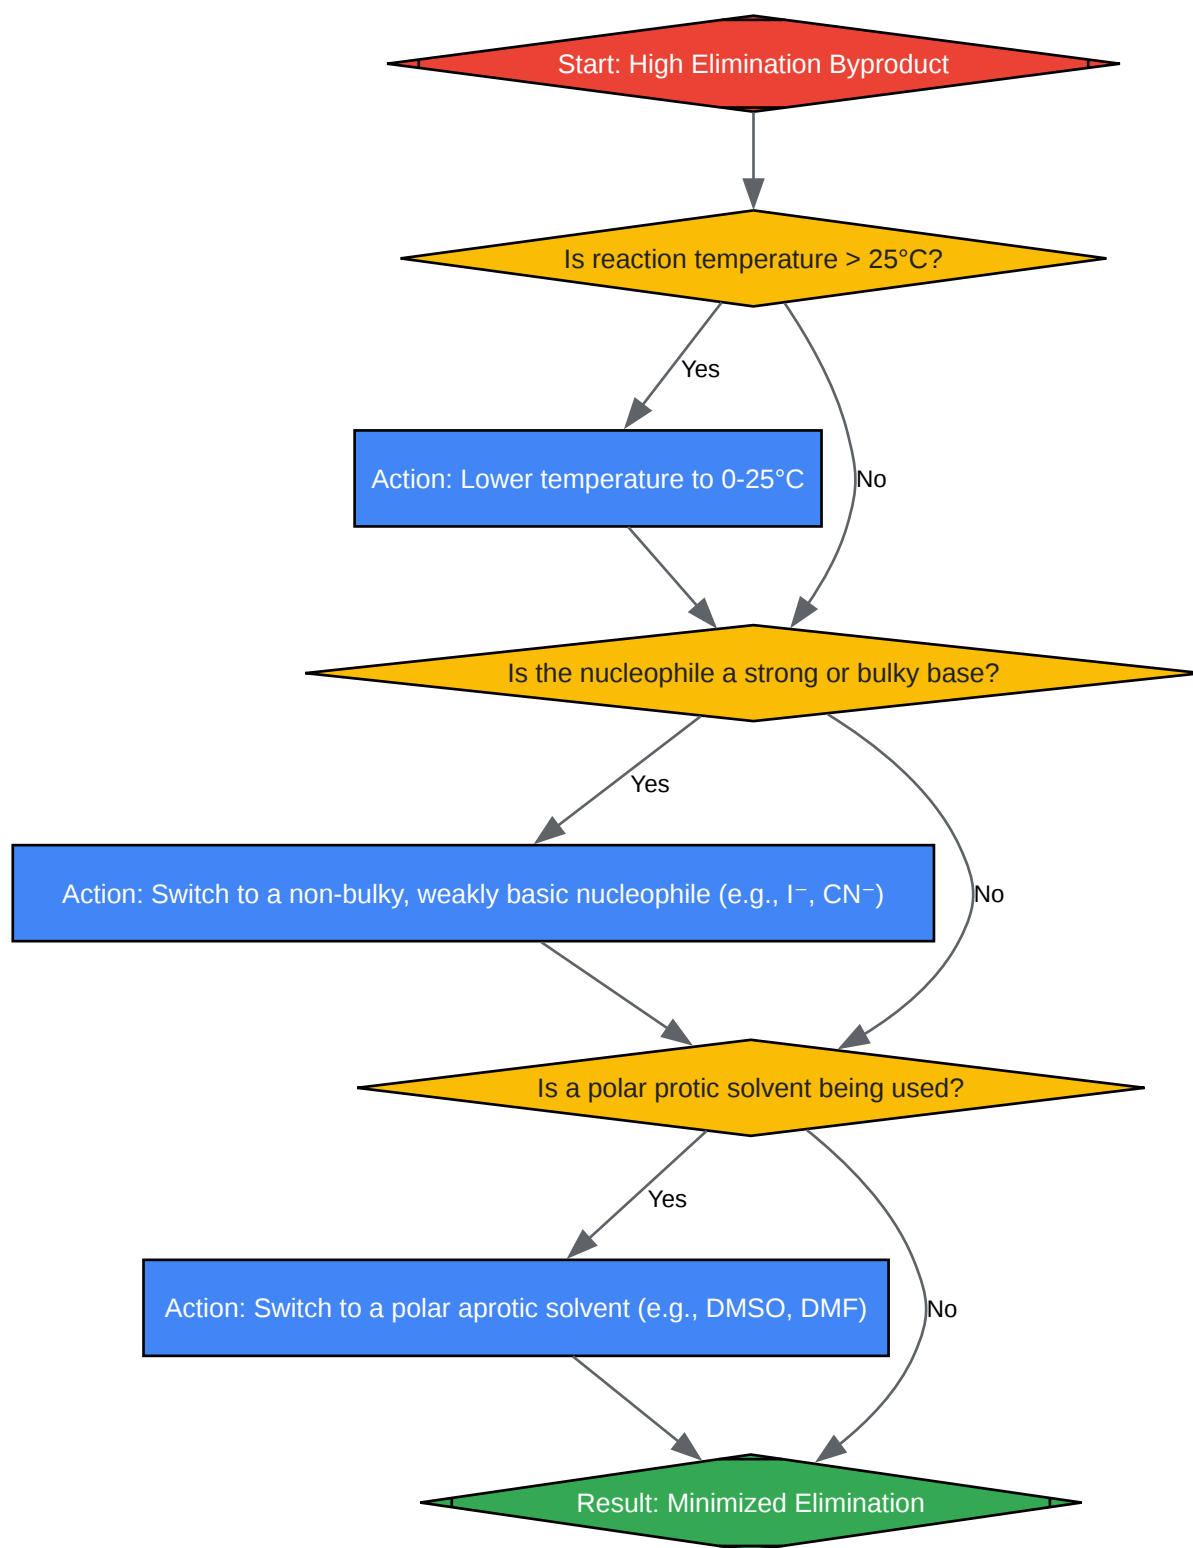 Start: High Elimination Byproduct
Is reaction temperature > 25°C?
Yes
Action: Lower temperature to 0-25°C
No
Is the nucleophile a strong or bulky base?
Yes
Action: Switch to a non-bulky, weakly basic nucleophile (e.g., I⁻, CN⁻)
No
Is a polar protic solvent being used?
Yes
Action: Switch to a polar aprotic solvent (e.g., DMSO, DMF)
No
Result: Minimized Elimination